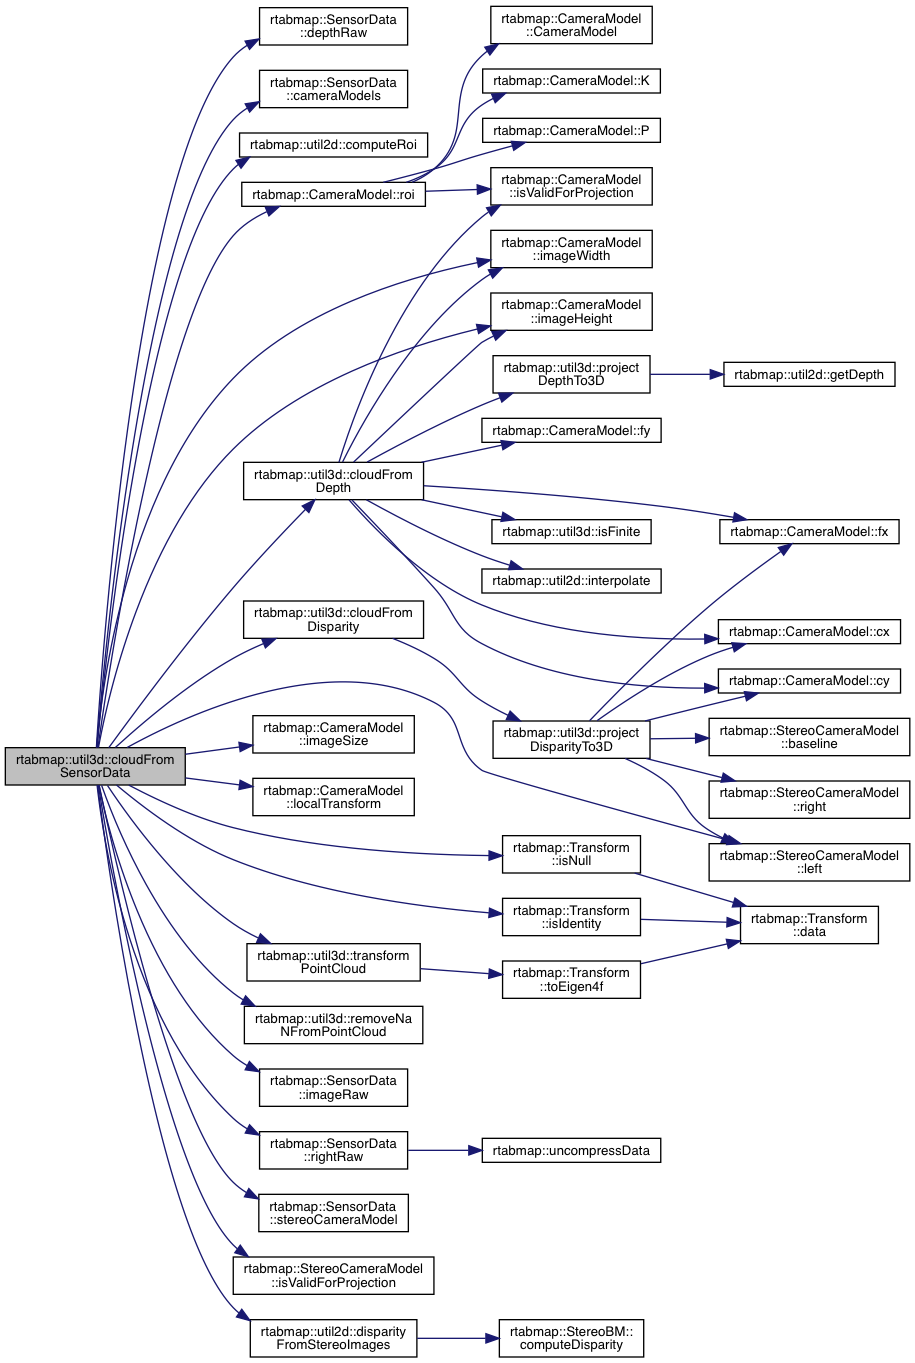 rtabmap::util3d::cloudFrom
SensorData
rtabmap::SensorData
::depthRaw
rtabmap::SensorData
::cameraModels
rtabmap::util2d::computeRoi
rtabmap::CameraModel::roi
rtabmap::util3d::cloudFrom
Depth
rtabmap::util3d::cloudFrom
Disparity
rtabmap::CameraModel
::imageSize
rtabmap::CameraModel
::localTransform
rtabmap::util3d::transform
PointCloud
rtabmap::util3d::removeNa
NFromPointCloud
rtabmap::SensorData
::imageRaw
rtabmap::SensorData
::rightRaw
rtabmap::SensorData
::stereoCameraModel
rtabmap::StereoCameraModel
::isValidForProjection
rtabmap::util2d::disparity
FromStereoImages
rtabmap::CameraModel
::CameraModel
rtabmap::CameraModel::K
rtabmap::CameraModel::P
rtabmap::CameraModel
::isValidForProjection
rtabmap::CameraModel
::imageWidth
rtabmap::CameraModel
::imageHeight
rtabmap::util3d::project
DepthTo3D
rtabmap::CameraModel::fy
rtabmap::util3d::isFinite
rtabmap::util2d::interpolate
rtabmap::util3d::project
DisparityTo3D
rtabmap::Transform
::isNull
rtabmap::Transform
::isIdentity
rtabmap::Transform
::toEigen4f
rtabmap::uncompressData
rtabmap::StereoBM::
computeDisparity
rtabmap::util2d::getDepth
rtabmap::CameraModel::fx
rtabmap::CameraModel::cx
rtabmap::CameraModel::cy
rtabmap::StereoCameraModel
::baseline
rtabmap::StereoCameraModel
::right
rtabmap::StereoCameraModel
::left
rtabmap::Transform
::data